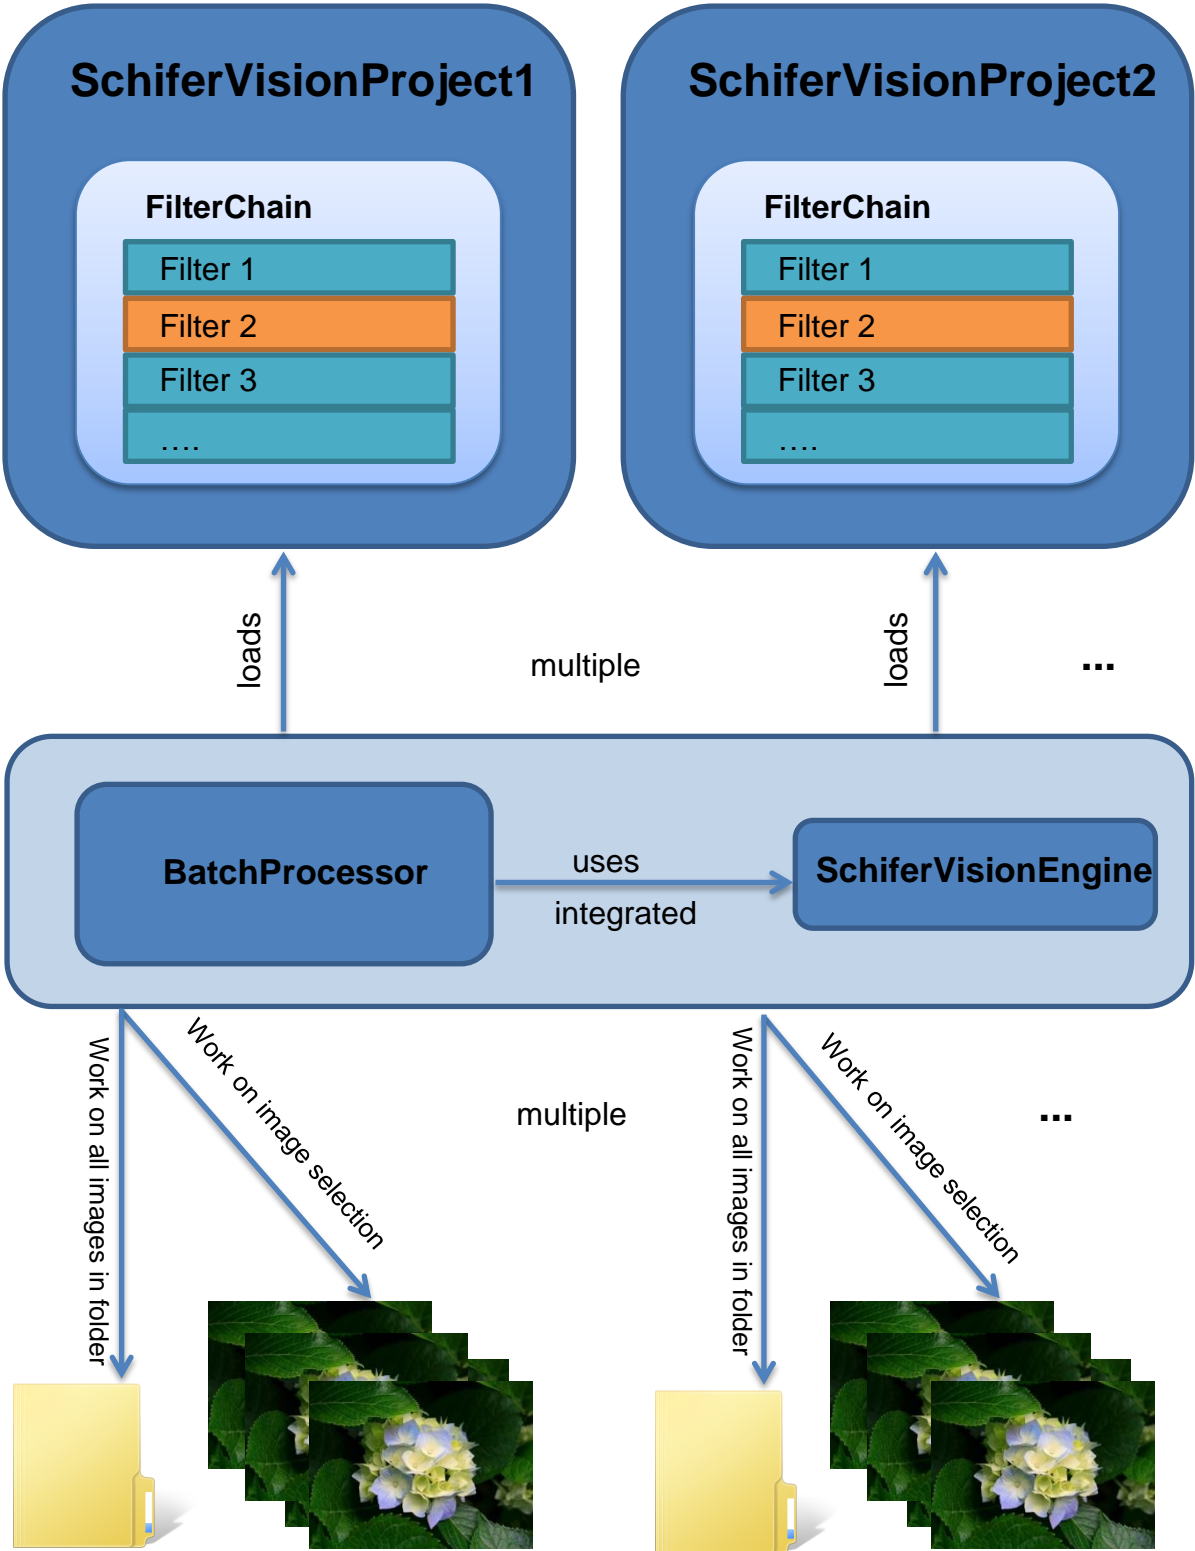 SchiferVisionProject1
SchiferVisionProject2
FilterChain
Filter 1
Filter 2
Filter 3
....
FilterChain
Filter 1
Filter 2
Filter 3
....
loads
multiple
loads
...
BatchProcessor
uses
integrated
SchiferVisionEngine
Work on all images in folder
Work on image selection
multiple
Work on all images in folder
Work on image selection
...